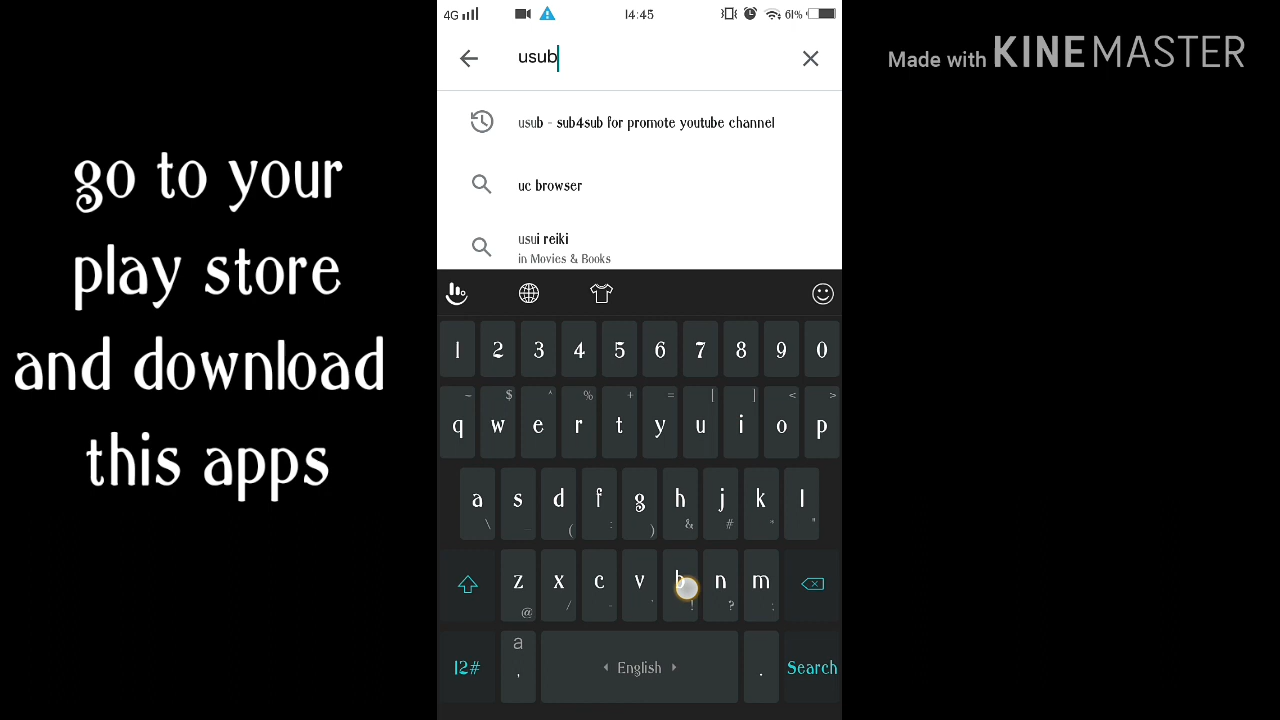 go to your
play store
and download
this apps
4G 14:45 61%
usub
usub - sub4sub for promote youtube channel
uc browser
usui reiki
in Movies & Books
1 2 3 4 5 6 7 8 9 0
~ $ ^ % + = [ ] < >
q w e r t y u i o p
a s d f g h j k l
\ _ ( : ) & # * "
z x c v b n m
@ / - ' ! ? ;
a
12# , English . Search
Made with KINEMASTER